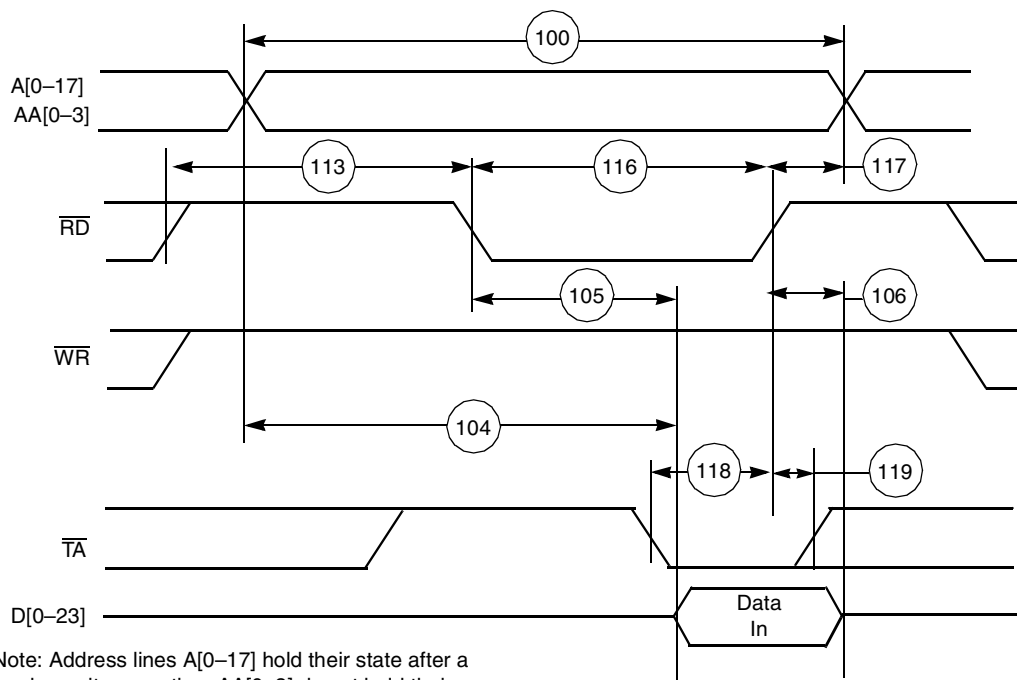 100
A[0–17]
AA[0–3]
113
116
117
RD
105
106
WR
104
118
119
TA
D[0–23]
Data
In
Note: Address lines A[0–17] hold their state after a